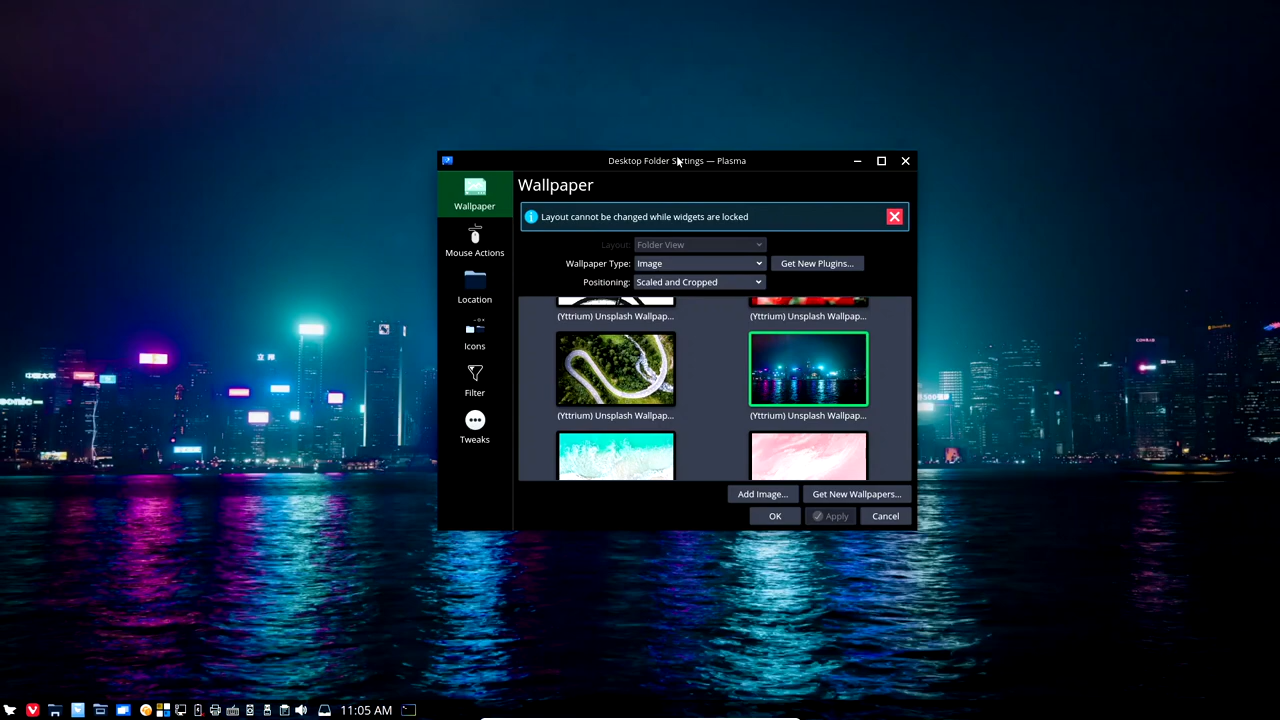 Desktop Folder Settings — Plasma
Wallpaper
Wallpaper
Layout cannot be changed while widgets are locked
Mouse Actions
Layout: Folder View
Wallpaper Type: Image Get New Plugins...
Positioning: Scaled and Cropped
Location
(Yttrium) Unsplash Wallpap... (Yttrium) Unsplash Wallpap...
Icons
Filter
(Yttrium) Unsplash Wallpap... (Yttrium) Unsplash Wallpap...
Tweaks
Add Image... Get New Wallpapers...
OK Apply Cancel
11:05 AM